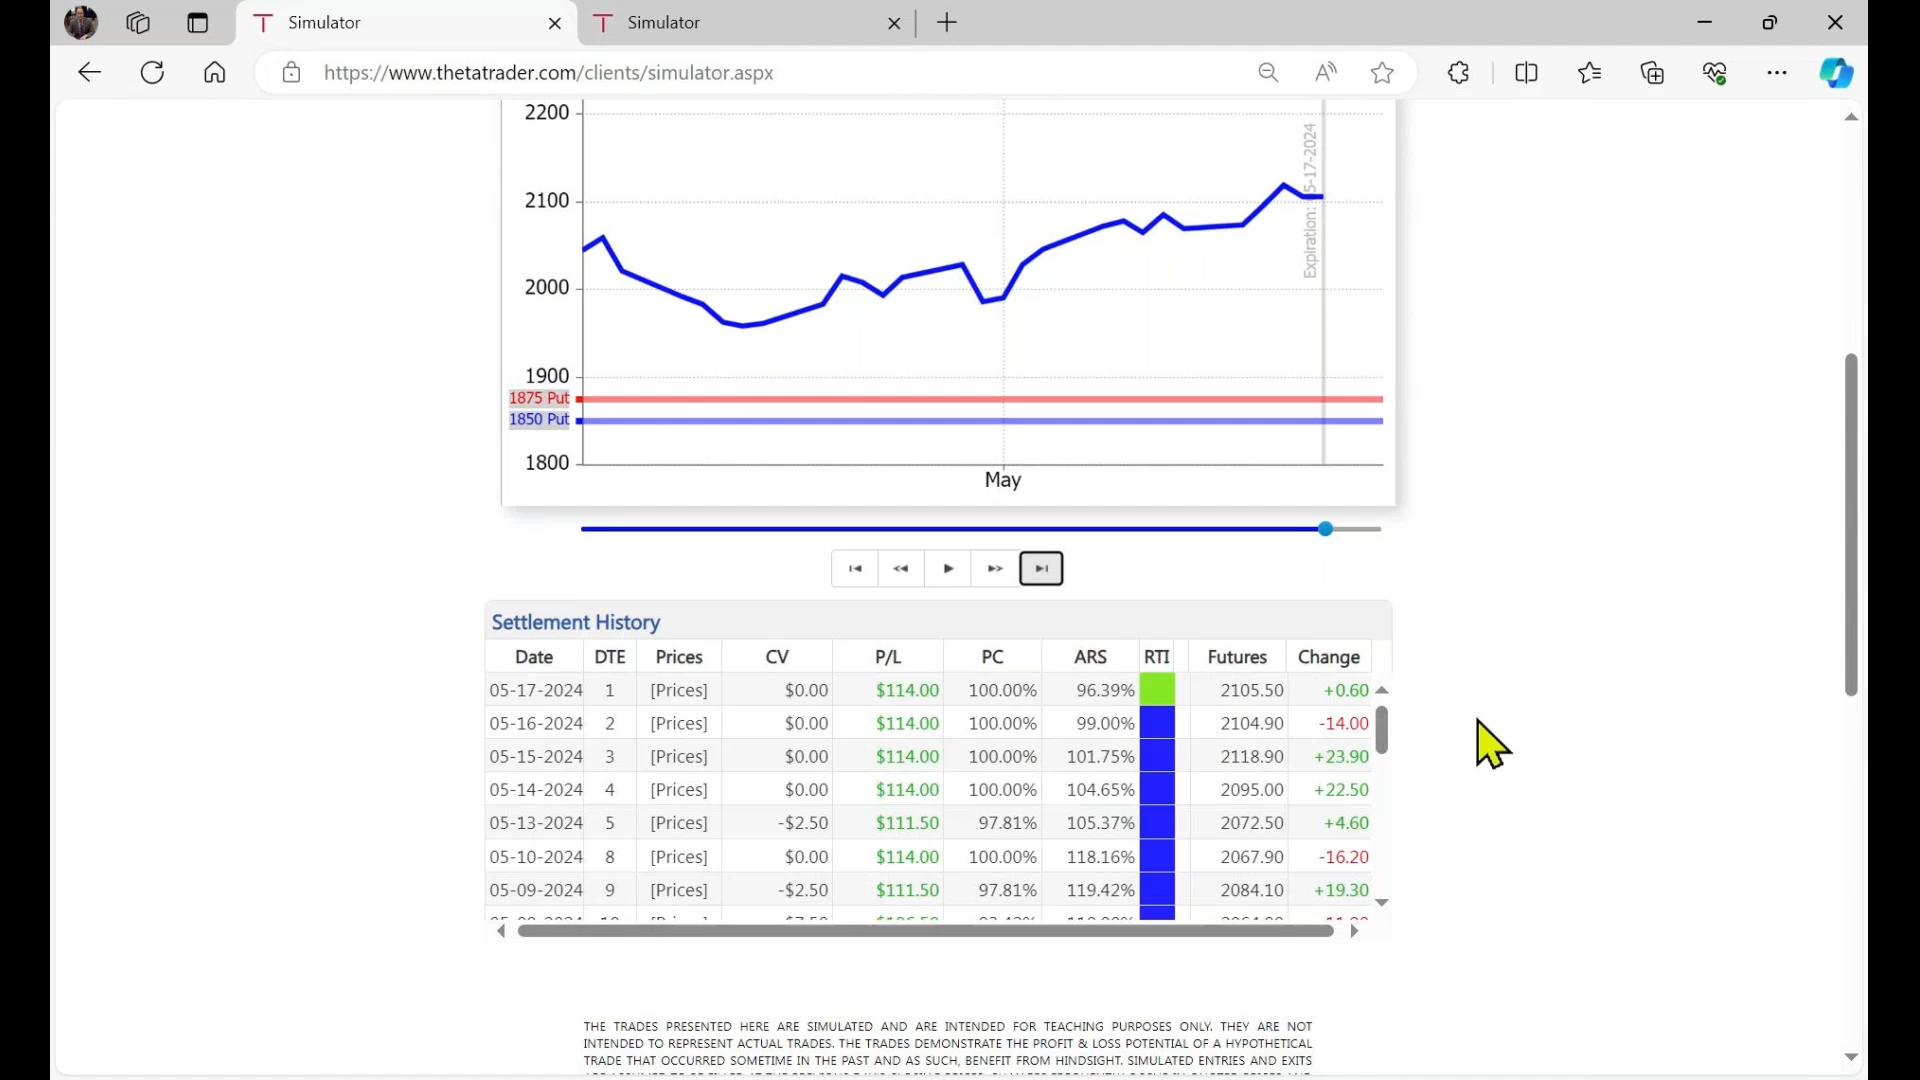 Simulator
Simulator
https://www.thetatrader.com/clients/simulator.aspx
2200
2100
2000
1900
1875 Put
1850 Put
1800
May
Settlement History
Date DTE Prices CV P/L PC ARS RTI Futures Change
05-17-2024 1 [Prices] $0.00 $114.00 100.00% 96.39% 2105.50 +0.60
05-16-2024 2 [Prices] $0.00 $114.00 100.00% 99.00% 2104.90 -14.00
05-15-2024 3 [Prices] $0.00 $114.00 100.00% 101.75% 2118.90 +23.90
05-14-2024 4 [Prices] $0.00 $114.00 100.00% 104.65% 2095.00 +22.50
05-13-2024 5 [Prices] -$2.50 $111.50 97.81% 105.37% 2072.50 +4.60
05-10-2024 8 [Prices] $0.00 $114.00 100.00% 118.16% 2067.90 -16.20
05-09-2024 9 [Prices] -$2.50 $111.50 97.81% 119.42% 2084.10 +19.30
THE TRADES PRESENTED HERE ARE SIMULATED AND ARE INTENDED FOR TEACHING PURPOSES ONLY. THEY ARE NOT
INTENDED TO REPRESENT ACTUAL TRADES. THE TRADES DEMONSTRATE THE PROFIT & LOSS POTENTIAL OF A HYPOTHETICAL
TRADE THAT OCCURRED SOMETIME IN THE PAST AND AS SUCH, BENEFIT FROM HINDSIGHT. SIMULATED ENTRIES AND EXITS